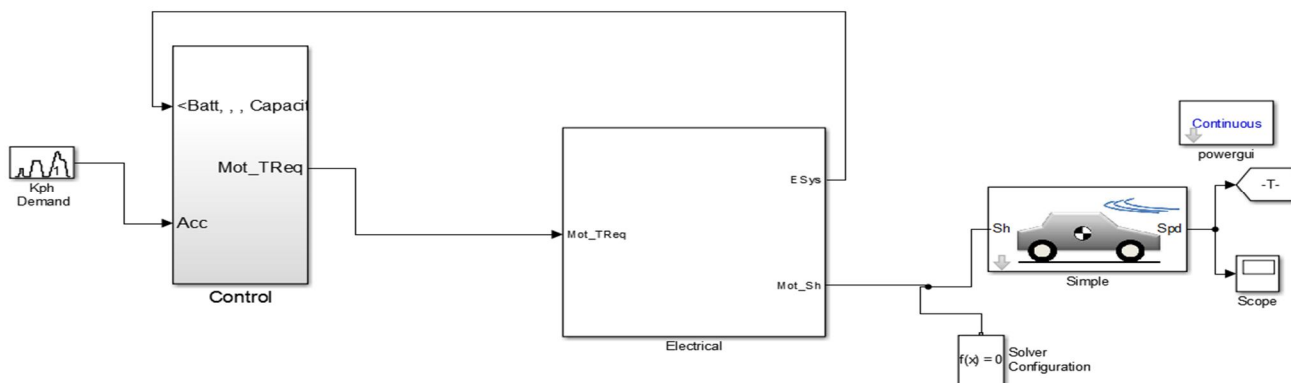 <Batt, , , Capacit
Mot_TReq
Acc
Control
Kph
Demand
1
Mot_TReq
ESys
Mot_Sh
Electrical
Continuous
powergui
-T-
Sh
Spd
Simple
Scope
f(x) = 0
Solver
Configuration